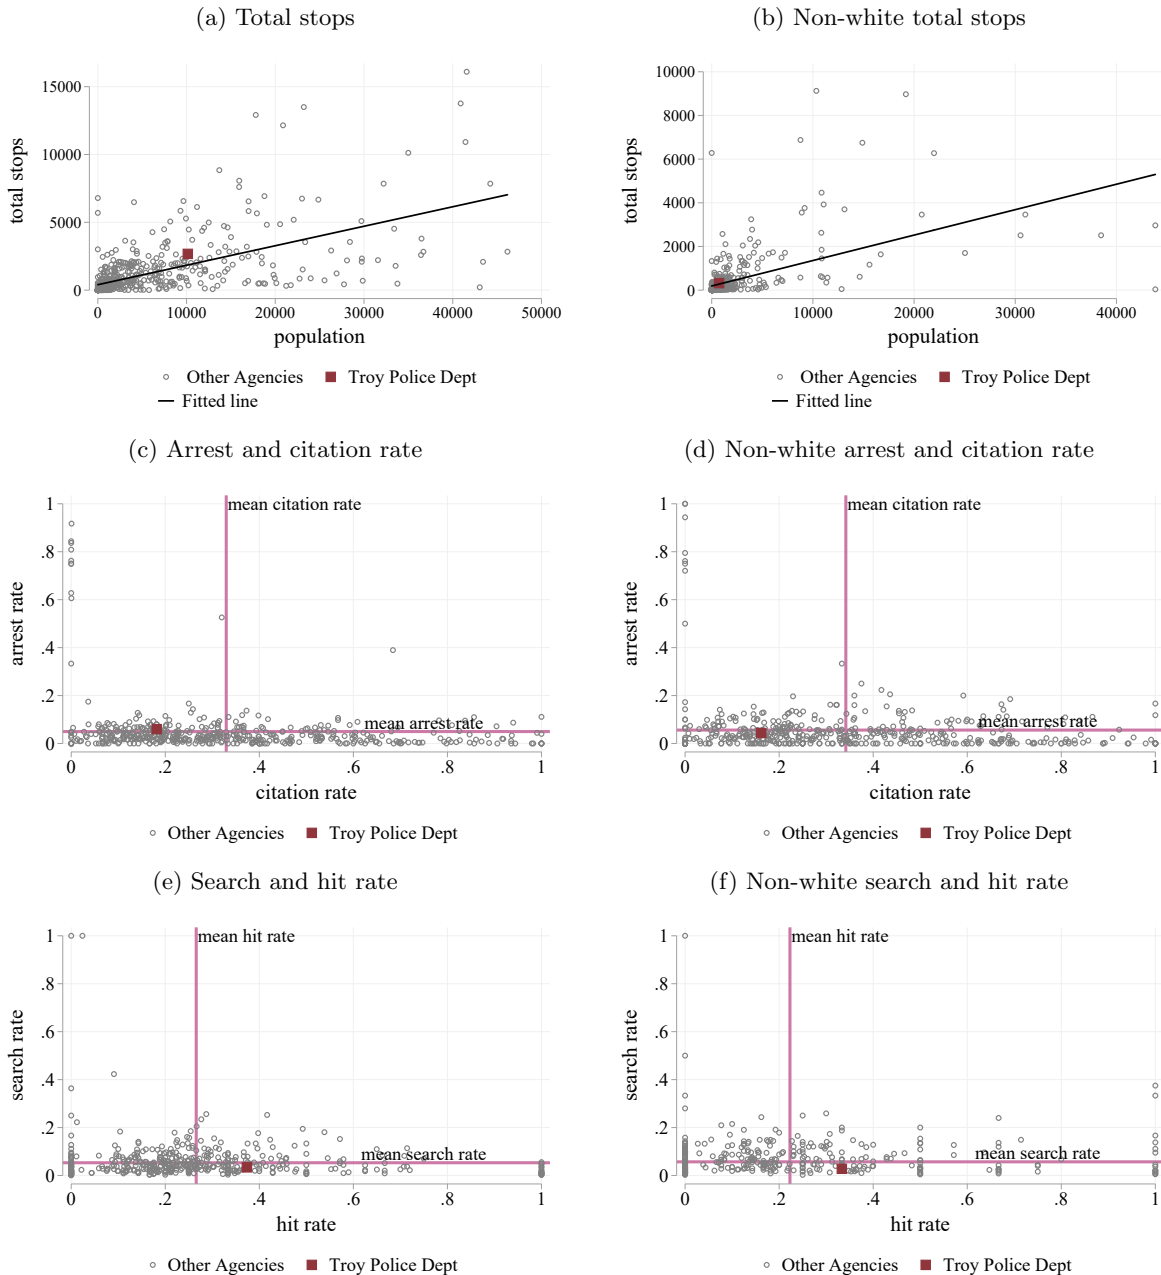 (a) Total stops
(b) Non-white total stops
total stops
15000
10000
5000
0
0 10000 20000 30000 40000 50000
population
Other Agencies Troy Police Dept
Fitted line
total stops
10000
8000
6000
4000
2000
0
0 10000 20000 30000 40000
population
Other Agencies Troy Police Dept
Fitted line
(c) Arrest and citation rate
(d) Non-white arrest and citation rate
arrest rate
1
.8
.6
.4
.2
0
mean citation rate
mean arrest rate
0 .2 .4 .6 .8 1
citation rate
Other Agencies Troy Police Dept
arrest rate
1
.8
.6
.4
.2
0
mean citation rate
mean arrest rate
0 .2 .4 .6 .8 1
citation rate
Other Agencies Troy Police Dept
(e) Search and hit rate
(f) Non-white search and hit rate
search rate
1
.8
.6
.4
.2
0
mean hit rate
mean search rate
0 .2 .4 .6 .8 1
hit rate
Other Agencies Troy Police Dept
search rate
1
.8
.6
.4
.2
0
mean hit rate
mean search rate
0 .2 .4 .6 .8 1
hit rate
Other Agencies Troy Police Dept